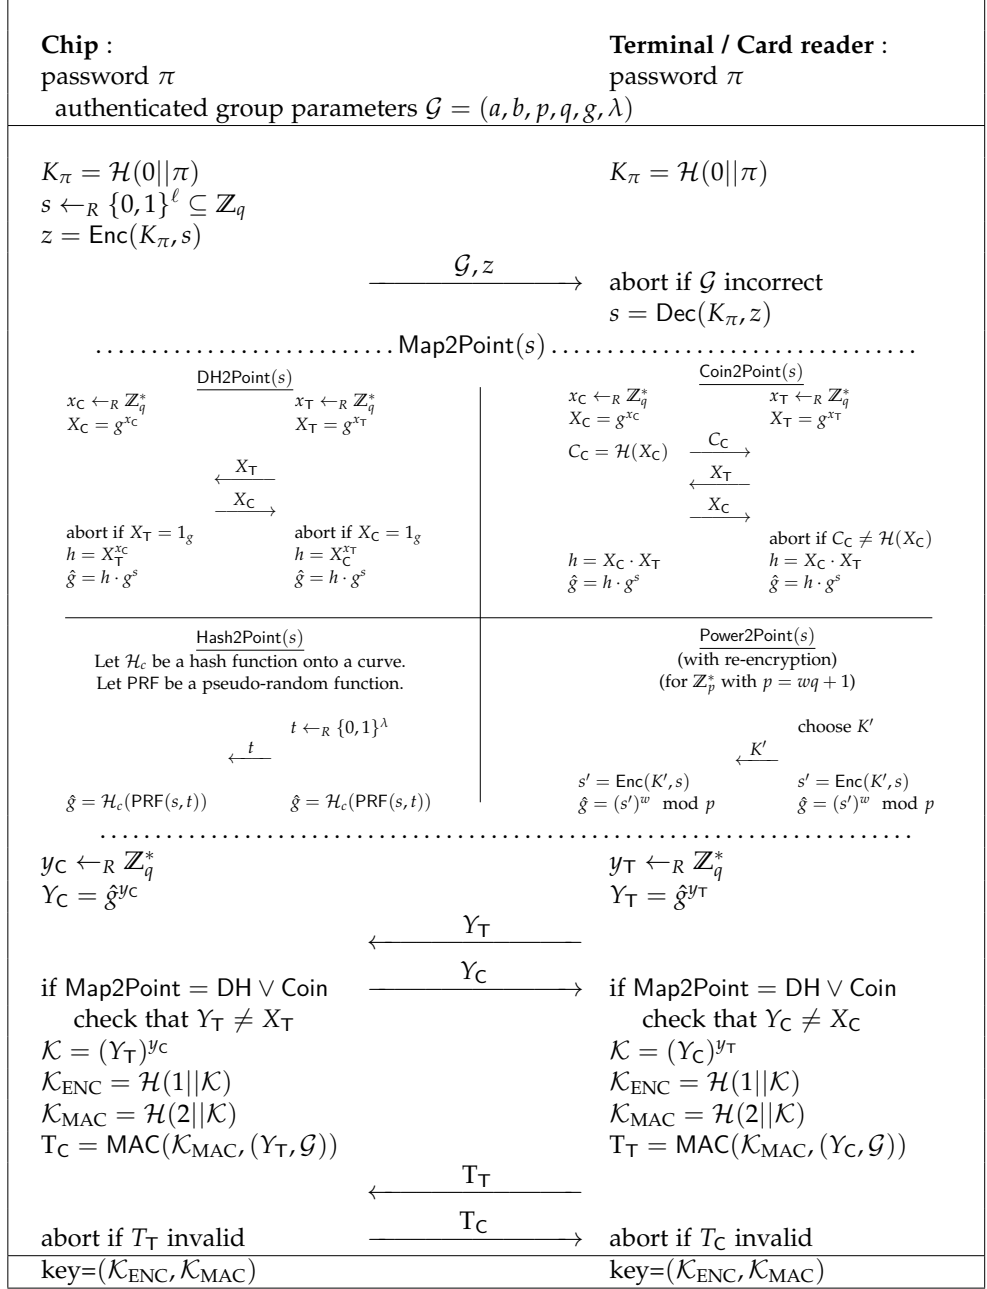 Chip :	Terminal / Card reader :
password π	password π
authenticated group parameters 𝒢 = (a, b, p, q, g, λ)
K_π = ℋ(0||π)	K_π = ℋ(0||π)
s ←_R {0,1}^ℓ ⊆ ℤ_q
z = Enc(K_π, s)
𝒢, z
abort if 𝒢 incorrect
s = Dec(K_π, z)
Map2Point(s)
DH2Point(s)
x_C ←_R ℤ_q^*	x_T ←_R ℤ_q^*
X_C = g^{x_C}	X_T = g^{x_T}
X_T
X_C
abort if X_T = 1_g	abort if X_C = 1_g
h = X_T^{x_C}	h = X_C^{x_T}
ĝ = h · g^s	ĝ = h · g^s
Coin2Point(s)
x_C ←_R ℤ_q^*	x_T ←_R ℤ_q^*
X_C = g^{x_C}	X_T = g^{x_T}
C_C = ℋ(X_C)	C_C
X_T
X_C
abort if C_C ≠ ℋ(X_C)
h = X_C · X_T	h = X_C · X_T
ĝ = h · g^s	ĝ = h · g^s
Hash2Point(s)
Let ℋ_c be a hash function onto a curve.
Let PRF be a pseudo-random function.
t ←_R {0,1}^λ
t
ĝ = ℋ_c(PRF(s, t))	ĝ = ℋ_c(PRF(s, t))
Power2Point(s)
(with re-encryption)
(for ℤ_p^* with p = wq + 1)
choose K′
K′
s′ = Enc(K′, s)	s′ = Enc(K′, s)
ĝ = (s′)^w mod p	ĝ = (s′)^w mod p
y_C ←_R ℤ_q^*	y_T ←_R ℤ_q^*
Y_C = ĝ^{y_C}	Y_T = ĝ^{y_T}
Y_T
Y_C
if Map2Point = DH ∨ Coin	if Map2Point = DH ∨ Coin
check that Y_T ≠ X_T	check that Y_C ≠ X_C
𝒦 = (Y_T)^{y_C}	𝒦 = (Y_C)^{y_T}
𝒦_ENC = ℋ(1||𝒦)	𝒦_ENC = ℋ(1||𝒦)
𝒦_MAC = ℋ(2||𝒦)	𝒦_MAC = ℋ(2||𝒦)
T_C = MAC(𝒦_MAC, (Y_T, 𝒢))	T_T = MAC(𝒦_MAC, (Y_C, 𝒢))
T_T
T_C
abort if T_T invalid	abort if T_C invalid
key=(𝒦_ENC, 𝒦_MAC)	key=(𝒦_ENC, 𝒦_MAC)